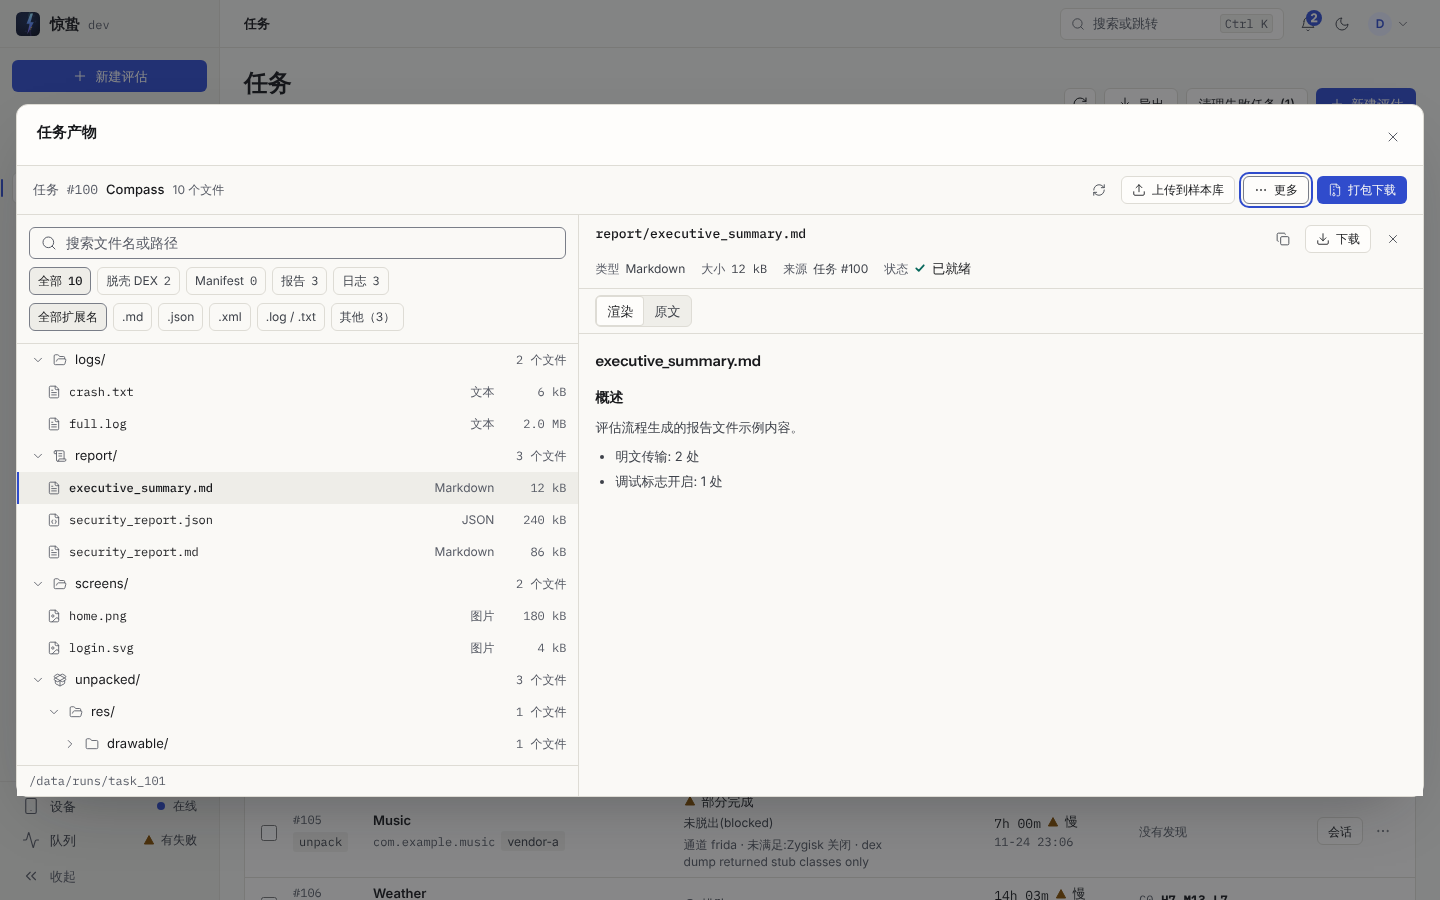 惊蛰 dev
任务
搜索或跳转 Ctrl K
2
D
新建评估
任务
导出 清理失败任务 (1) 新建评估
任务产物
任务 #100 Compass 10 个文件
上传到样本库 更多 打包下载
搜索文件名或路径
全部 10 脱壳 DEX 2 Manifest 0 报告 3 日志 3
全部扩展名 .md .json .xml .log / .txt 其他（3）
logs/ 2 个文件
crash.txt 文本 6 kB
full.log 文本 2.0 MB
report/ 3 个文件
executive_summary.md Markdown 12 kB
security_report.json JSON 240 kB
security_report.md Markdown 86 kB
screens/ 2 个文件
home.png 图片 180 kB
login.svg 图片 4 kB
unpacked/ 3 个文件
res/ 1 个文件
drawable/ 1 个文件
/data/runs/task_101
report/executive_summary.md
下载
类型 Markdown 大小 12 kB 来源 任务 #100 状态 已就绪
渲染 原文
executive_summary.md
概述
评估流程生成的报告文件示例内容。
明文传输: 2 处
调试标志开启: 1 处
设备 在线
队列 有失败
收起
#105 Music 部分完成
unpack com.example.music vendor-a
未脱出(blocked)
通道 frida · 未满足:Zygisk 关闭 · dex
dump returned stub classes only
7h 00m 慢
11-24 23:06
没有发现
会话
#106 Weather
14h 03m 慢